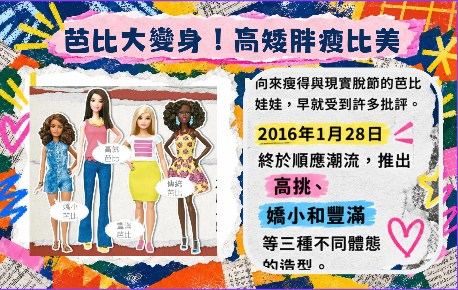 芭比大變身！高矮胖瘦比美
向來瘦得與現實脫節的芭比
娃娃，早就受到許多批評。
2016年1月28日
終於順應潮流，推出
高挑、
嬌小和豐滿
等三種不同體態
的造型。
高挑
芭比
傳統
芭比
嬌小
芭比
豐滿
芭比